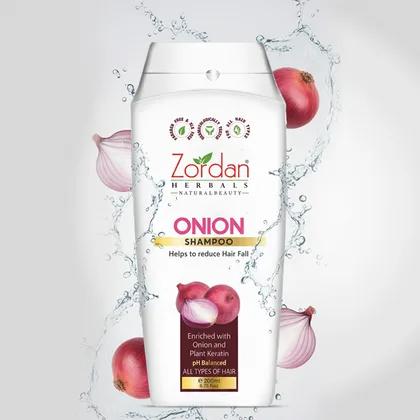 Zordan®
HERBALS
NATURAL BEAUTY
ONION
SHAMPOO
Helps to reduce Hair Fall
Enriched with
Onion and
Plant Keratin
pH Balanced
ALL TYPES OF HAIR
℮ 200ml